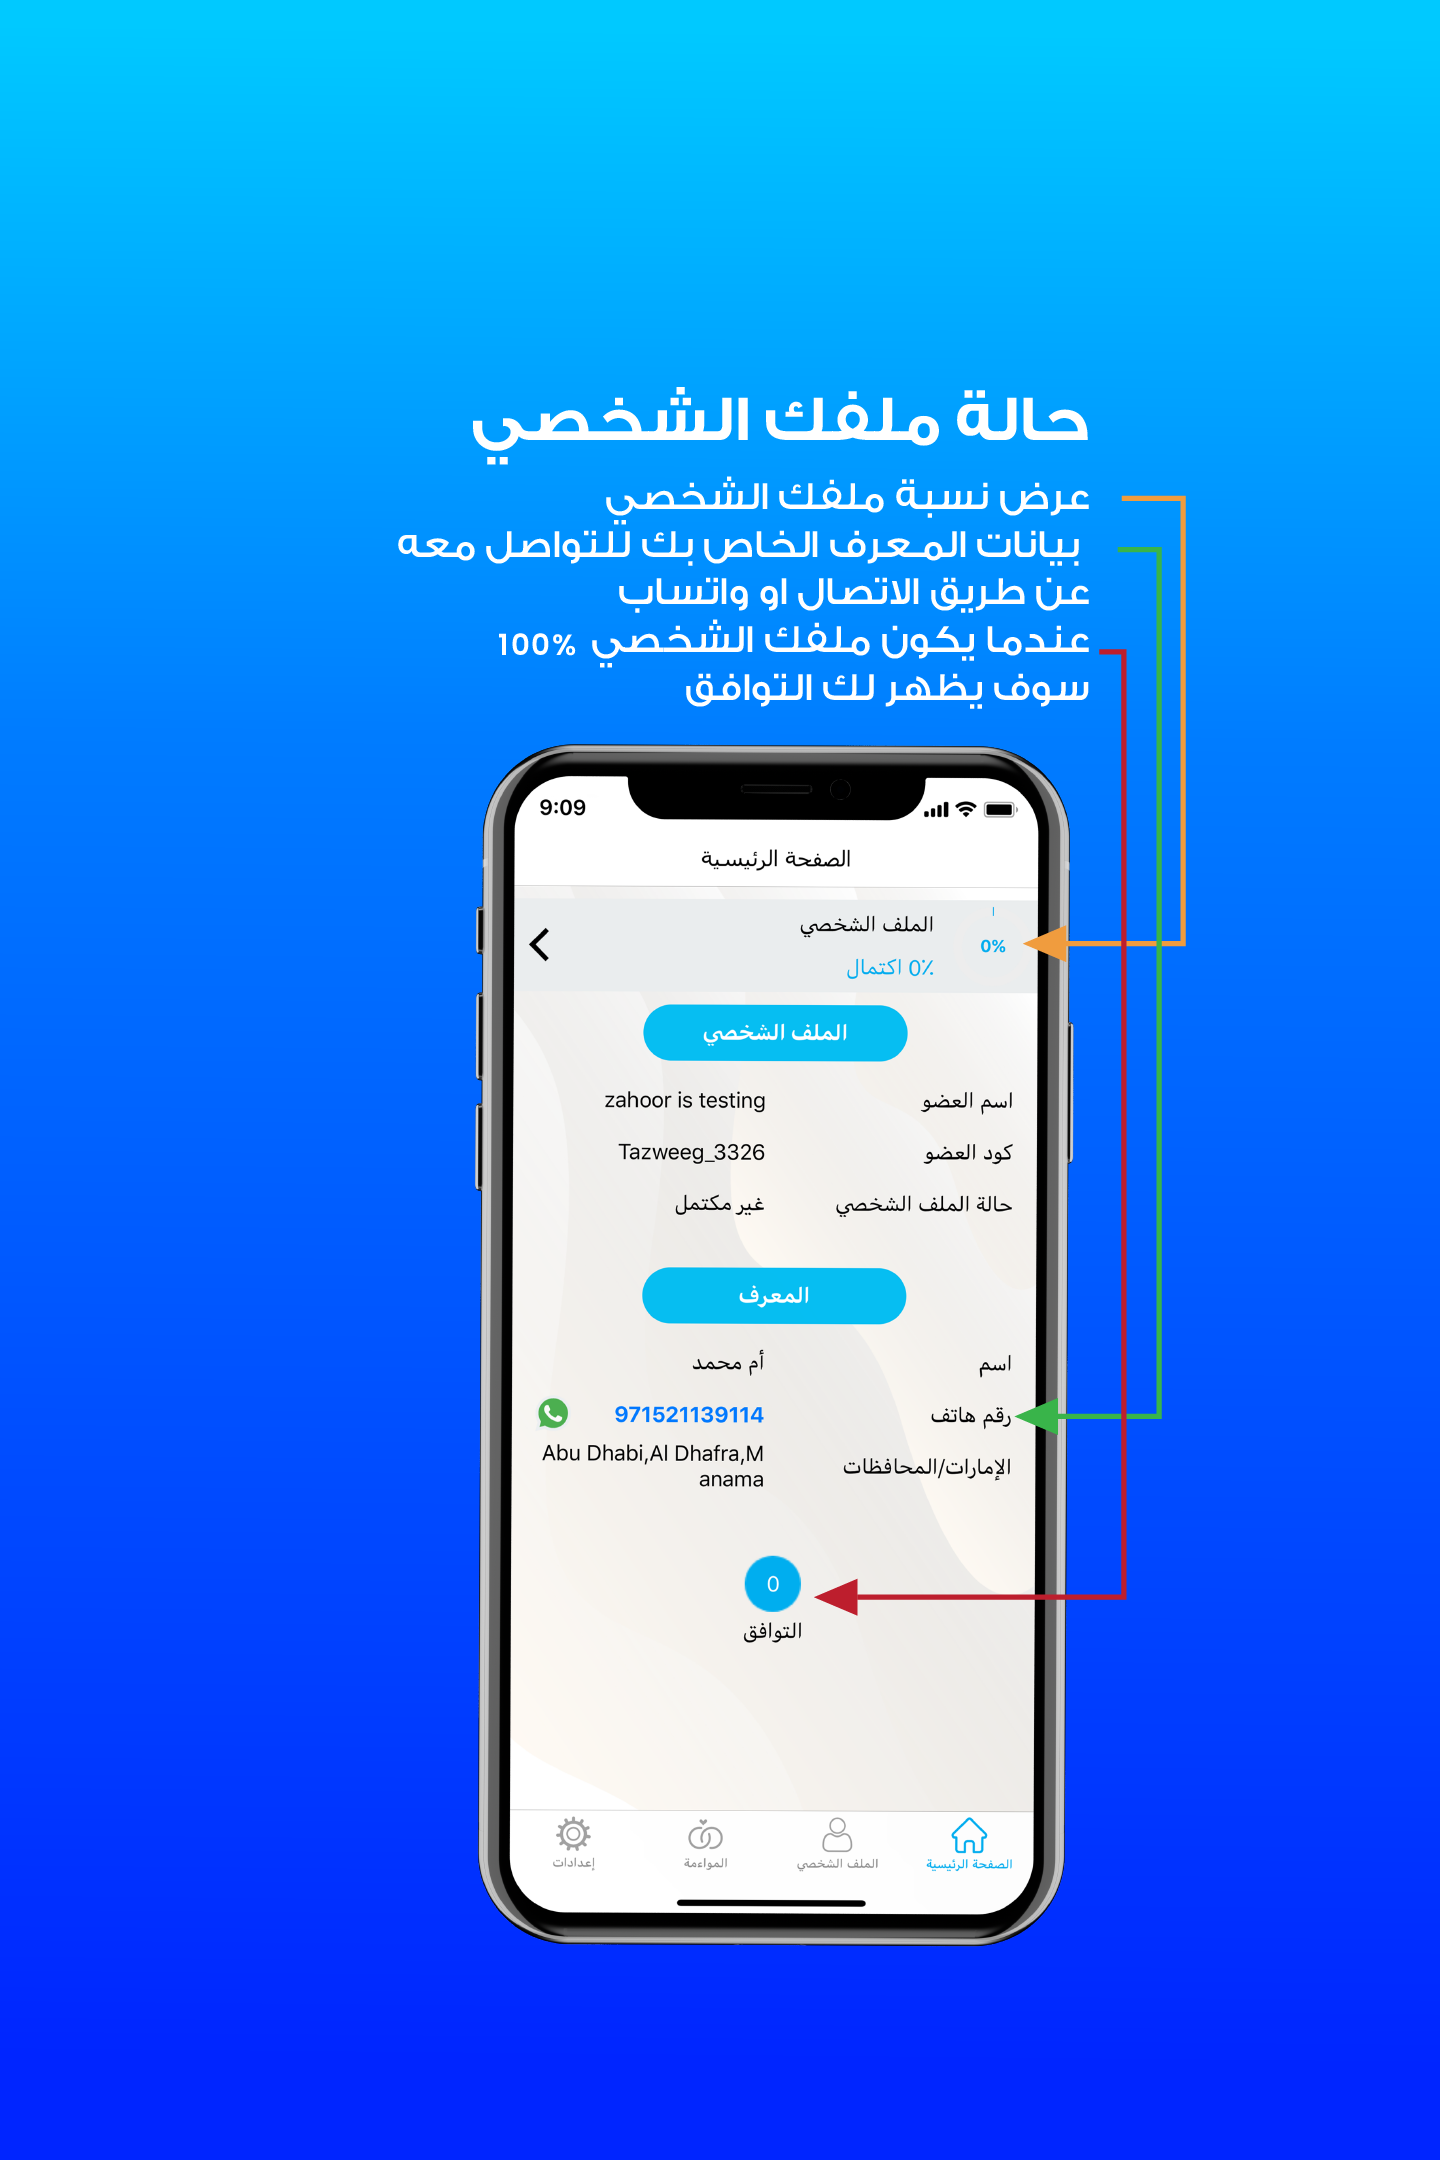 حالة ملفك الشخصي
عرض نسبة ملفك الشخصي
بيانات المعرف الخاص بك للتواصل معه
عن طريق الاتصال او واتساب
عندما يكون ملفك الشخصي 100%
سوف يظهر لك التوافق
9:09
الصفحة الرئيسية
الملف الشخصي
0%
0٪ اكتمال
الملف الشخصي
اسم العضو zahoor is testing
كود العضو Tazweeg_3326
حالة الملف الشخصي غير مكتمل
المعرف
اسم أم محمد
رقم هاتف 971521139114
الإمارات/المحافظات Abu Dhabi,Al Dhafra,M
anama
0
التوافق
الصفحة الرئيسية الملف الشخصي المواءمة إعدادات